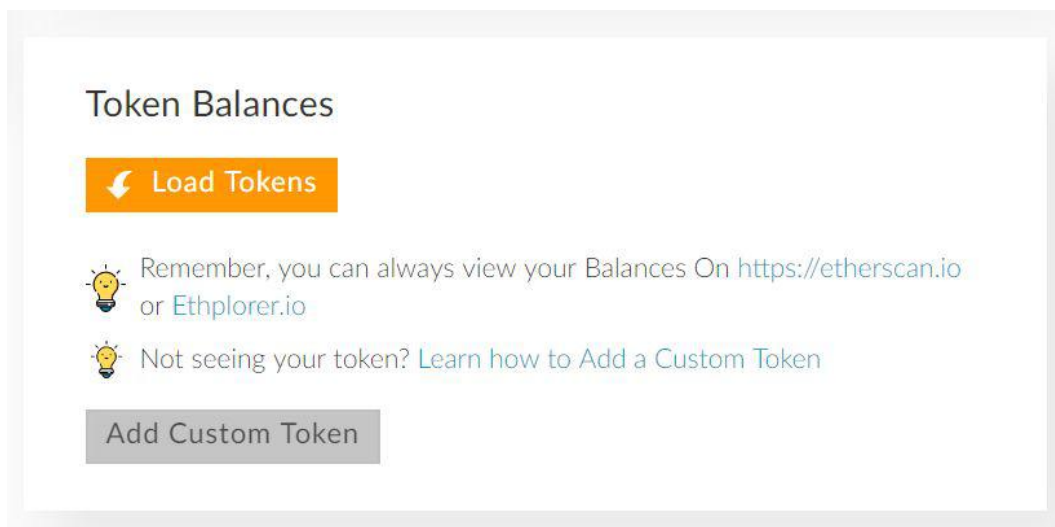 Token Balances
Load Tokens
Remember, you can always view your Balances On https://etherscan.io
or Ethplorer.io
Not seeing your token? Learn how to Add a Custom Token
Add Custom Token